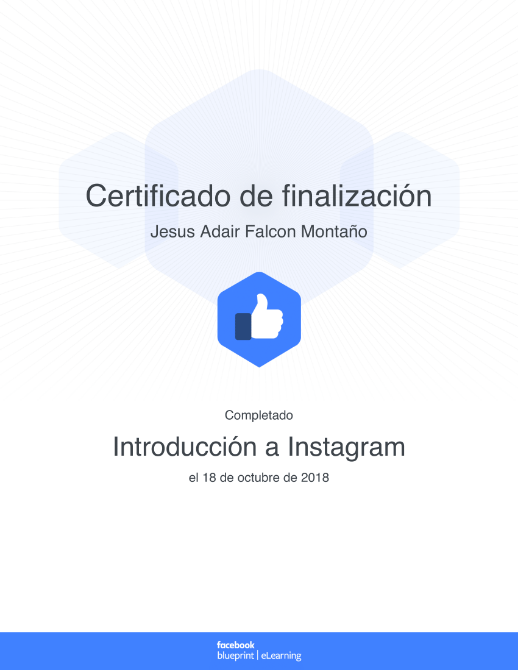 Certificado de finalización
Jesus Adair Falcon Montaño
Completado
Introducción a Instagram
el 18 de octubre de 2018
facebook
blueprint | eLearning